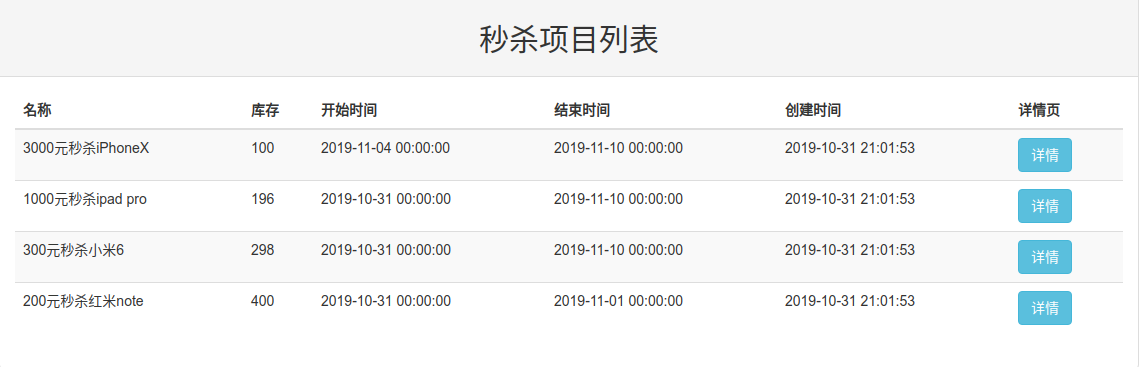 秒杀项目列表
名称 库存 开始时间 结束时间 创建时间 详情页
3000元秒杀iPhoneX 100 2019-11-04 00:00:00 2019-11-10 00:00:00 2019-10-31 21:01:53 详情
1000元秒杀ipad pro 196 2019-10-31 00:00:00 2019-11-10 00:00:00 2019-10-31 21:01:53 详情
300元秒杀小米6 298 2019-10-31 00:00:00 2019-11-10 00:00:00 2019-10-31 21:01:53 详情
200元秒杀红米note 400 2019-10-31 00:00:00 2019-11-01 00:00:00 2019-10-31 21:01:53 详情